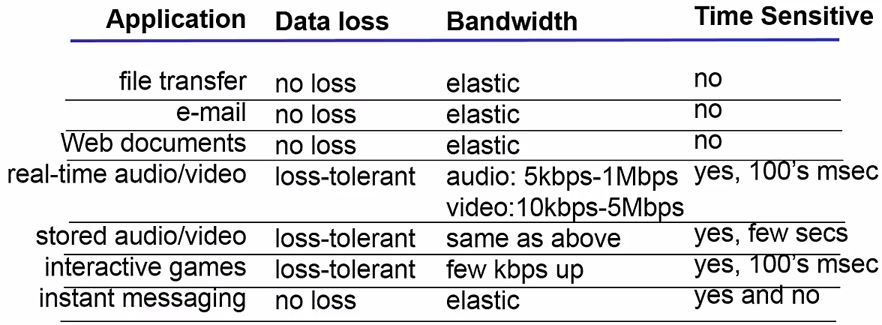 Application Data loss Bandwidth Time Sensitive
file transfer no loss elastic no
e-mail no loss elastic no
Web documents no loss elastic no
real-time audio/video loss-tolerant audio: 5kbps-1Mbps yes, 100's msec
video:10kbps-5Mbps
stored audio/video loss-tolerant same as above yes, few secs
interactive games loss-tolerant few kbps up yes, 100's msec
instant messaging no loss elastic yes and no